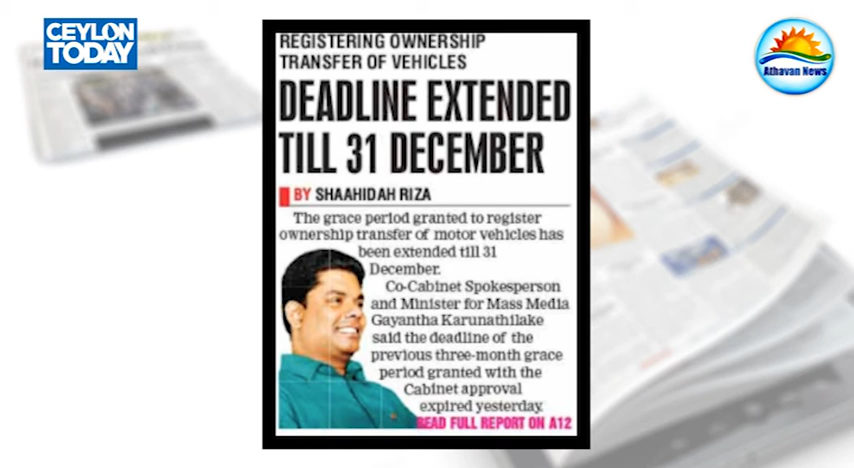 CEYLON
TODAY
Athavan News
REGISTERING OWNERSHIP
TRANSFER OF VEHICLES
DEADLINE EXTENDED
TILL 31 DECEMBER
BY SHAAHIDAH RIZA
The grace period granted to register
ownership transfer of motor vehicles has
been extended till 31
December.
Co-Cabinet Spokesperson
and Minister for Mass Media
Gayantha Karunathilake
said the deadline of the
previous three-month grace
period granted with the
Cabinet approval
expired yesterday.
READ FULL REPORT ON A12